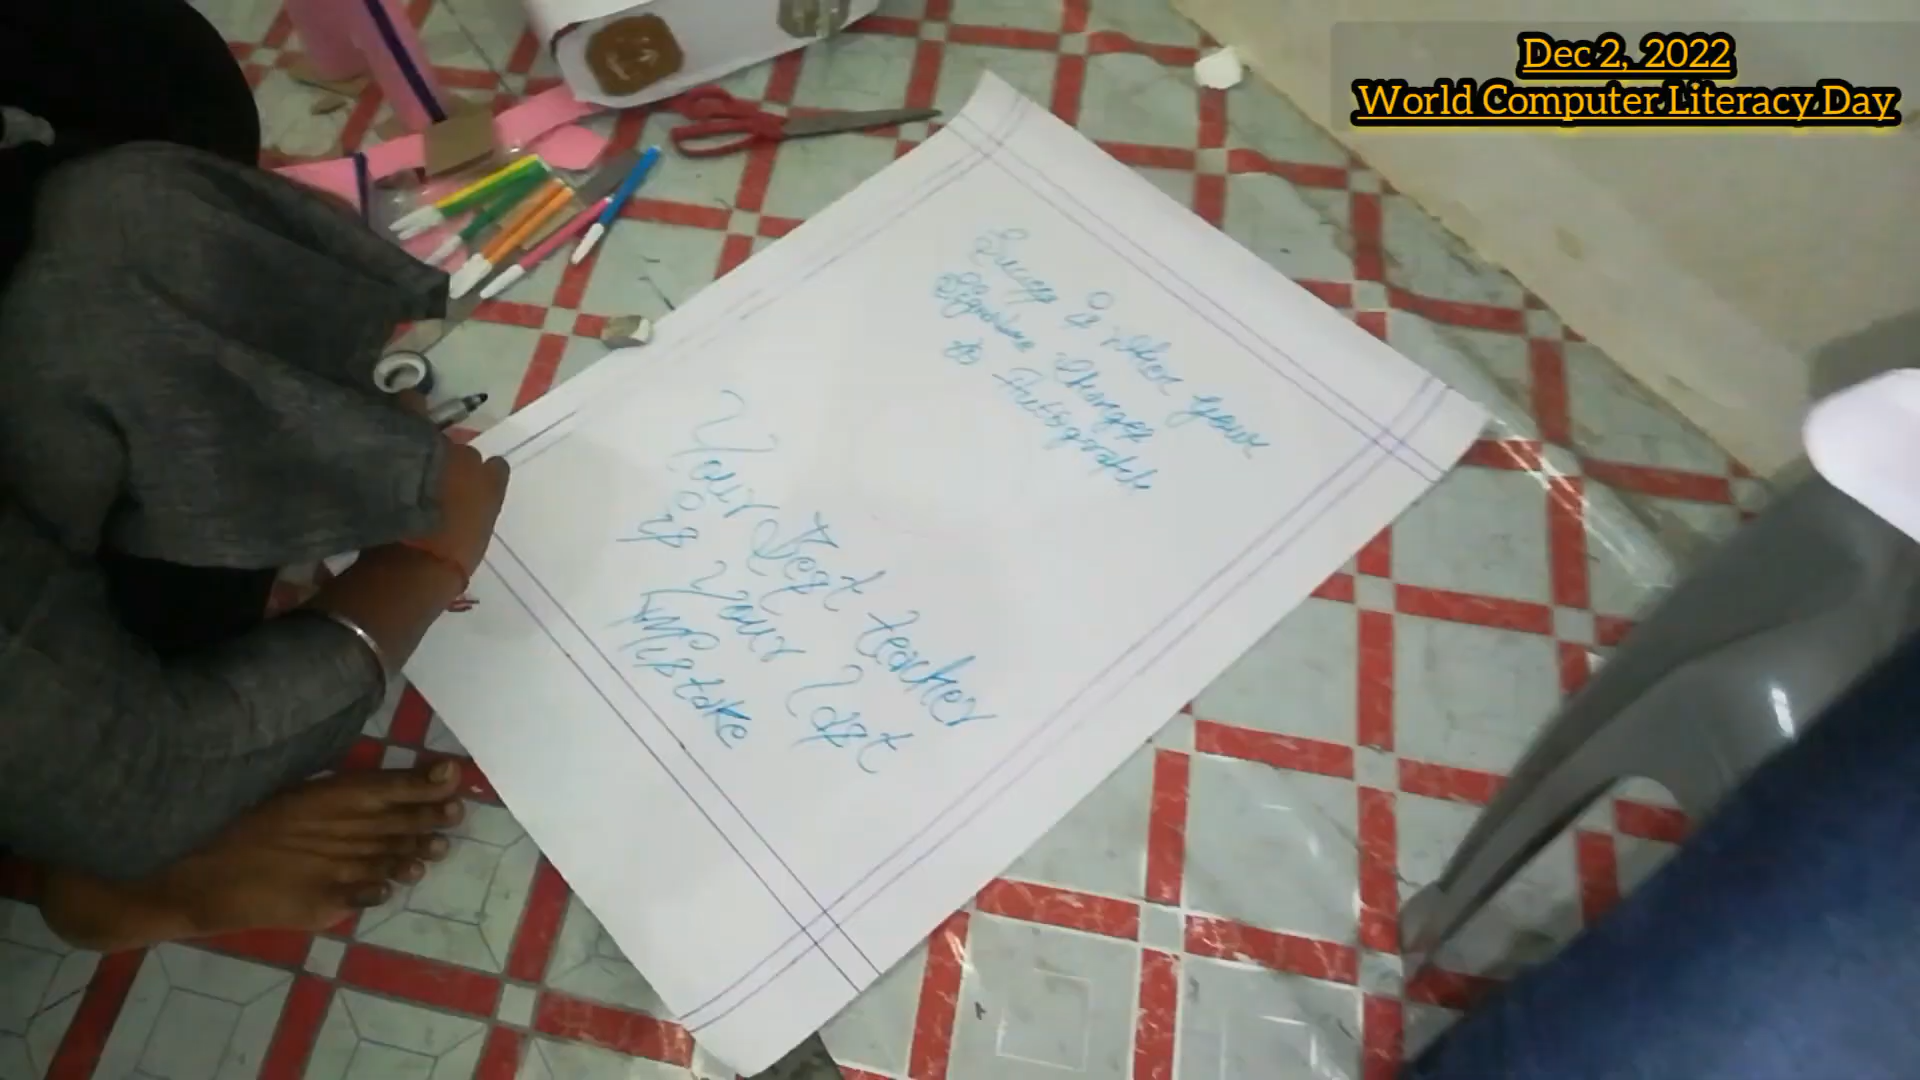 Dec 2, 2022
World Computer Literacy Day
Success is when your
Signature Changes
to Autograph
Your Best teacher
is Your Last
Mistake